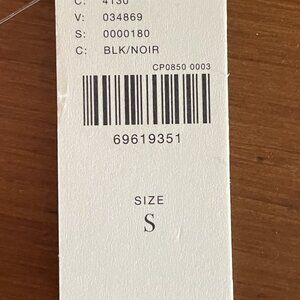 C: 4130
V: 034869
S: 0000180
C: BLK/NOIR
CP0850 0003
69619351
SIZE
S